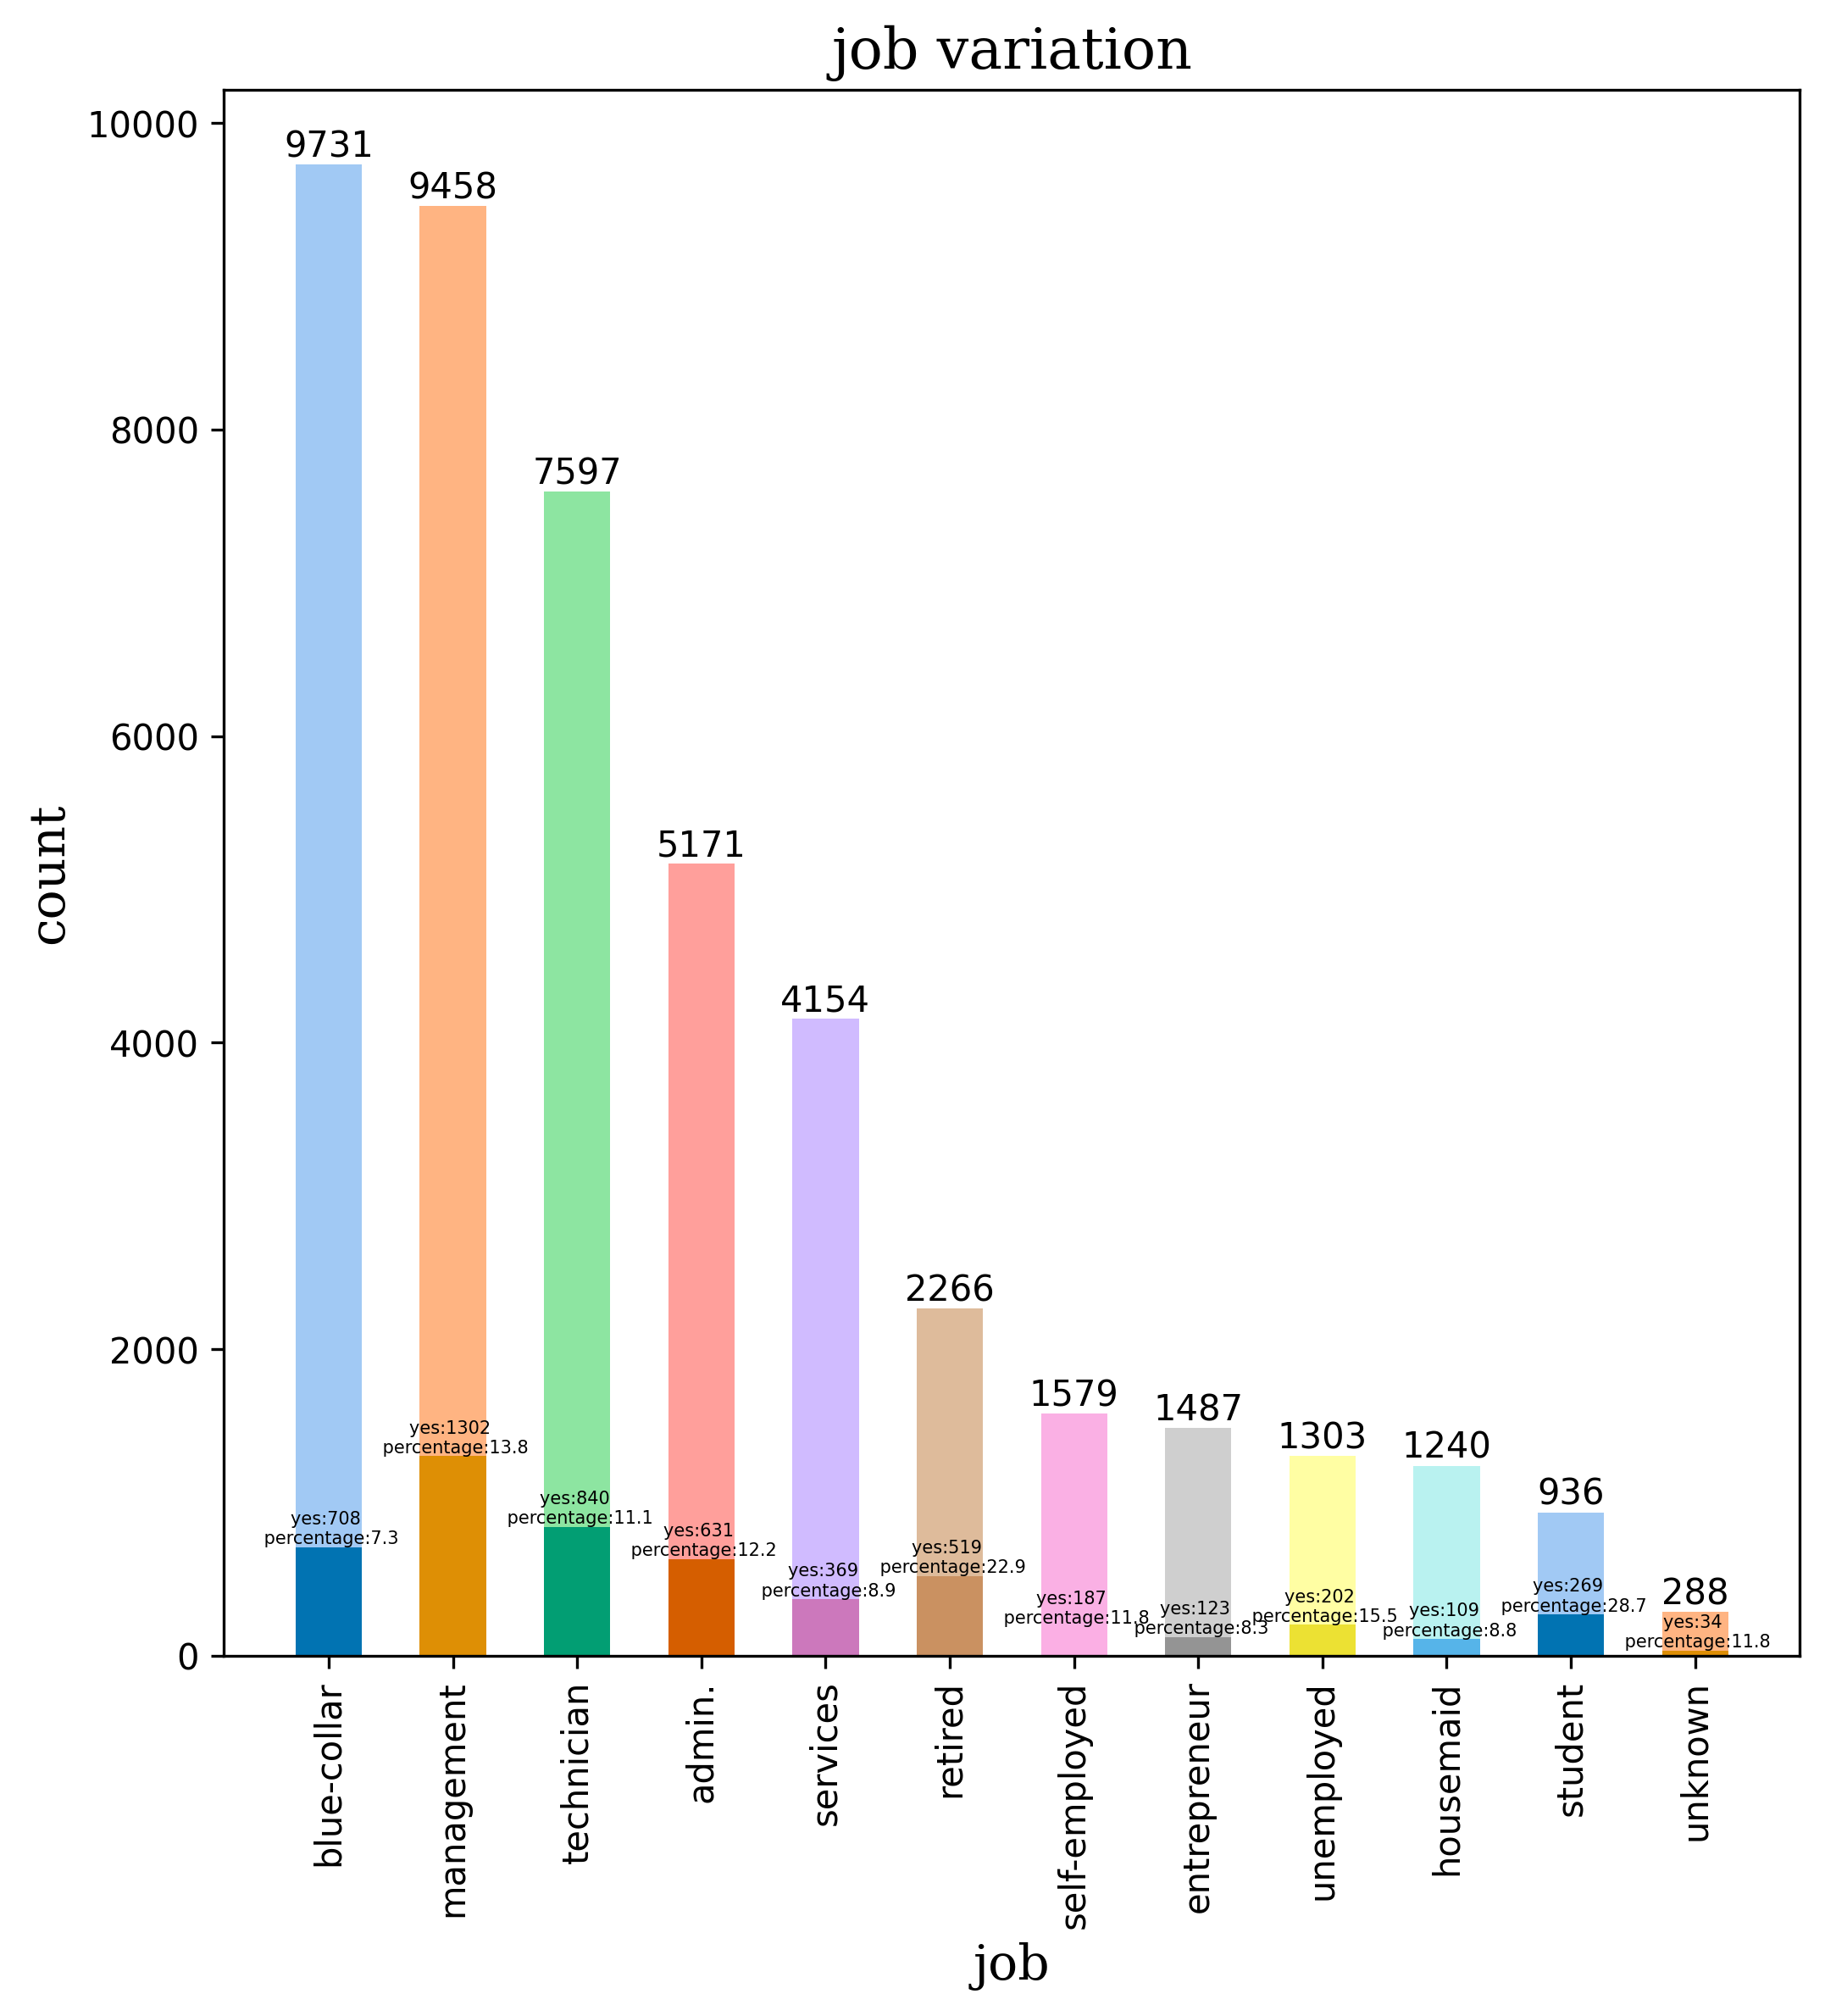 job variation
count
10000
8000
6000
4000
2000
0
9731
9458
7597
5171
4154
2266
1579
1487
1303
1240
936
288
yes:708
percentage:7.3
yes:1302
percentage:13.8
yes:840
percentage:11.1
yes:631
percentage:12.2
yes:369
percentage:8.9
yes:519
percentage:22.9
yes:187
percentage:11.8
yes:123
percentage:8.3
yes:202
percentage:15.5
yes:109
percentage:8.8
yes:269
percentage:28.7
yes:34
percentage:11.8
blue-collar
management
technician
admin.
services
retired
self-employed
entrepreneur
unemployed
housemaid
student
unknown
job